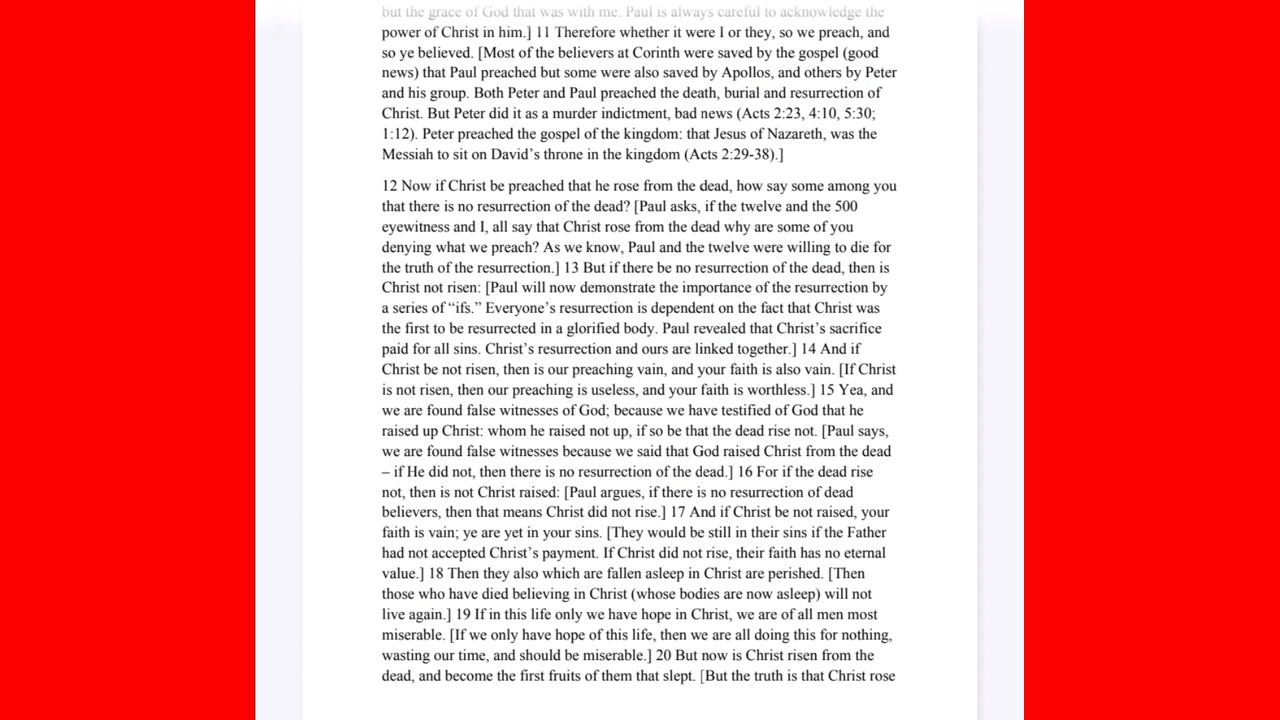 but the grace of God that was with me. Paul is always careful to acknowledge the
power of Christ in him.] 11 Therefore whether it were I or they, so we preach, and
so ye believed. [Most of the believers at Corinth were saved by the gospel (good
news) that Paul preached but some were also saved by Apollos, and others by Peter
and his group. Both Peter and Paul preached the death, burial and resurrection of
Christ. But Peter did it as a murder indictment, bad news (Acts 2:23, 4:10, 5:30;
1:12). Peter preached the gospel of the kingdom: that Jesus of Nazareth, was the
Messiah to sit on David’s throne in the kingdom (Acts 2:29-38).]
12 Now if Christ be preached that he rose from the dead, how say some among you
that there is no resurrection of the dead? [Paul asks, if the twelve and the 500
eyewitness and I, all say that Christ rose from the dead why are some of you
denying what we preach? As we know, Paul and the twelve were willing to die for
the truth of the resurrection.] 13 But if there be no resurrection of the dead, then is
Christ not risen: [Paul will now demonstrate the importance of the resurrection by
a series of “ifs.” Everyone’s resurrection is dependent on the fact that Christ was
the first to be resurrected in a glorified body. Paul revealed that Christ’s sacrifice
paid for all sins. Christ’s resurrection and ours are linked together.] 14 And if
Christ be not risen, then is our preaching vain, and your faith is also vain. [If Christ
is not risen, then our preaching is useless, and your faith is worthless.] 15 Yea, and
we are found false witnesses of God; because we have testified of God that he
raised up Christ: whom he raised not up, if so be that the dead rise not. [Paul says,
we are found false witnesses because we said that God raised Christ from the dead
– if He did not, then there is no resurrection of the dead.] 16 For if the dead rise
not, then is not Christ raised: [Paul argues, if there is no resurrection of dead
believers, then that means Christ did not rise.] 17 And if Christ be not raised, your
faith is vain; ye are yet in your sins. [They would be still in their sins if the Father
had not accepted Christ’s payment. If Christ did not rise, their faith has no eternal
value.] 18 Then they also which are fallen asleep in Christ are perished. [Then
those who have died believing in Christ (whose bodies are now asleep) will not
live again.] 19 If in this life only we have hope in Christ, we are of all men most
miserable. [If we only have hope of this life, then we are all doing this for nothing,
wasting our time, and should be miserable.] 20 But now is Christ risen from the
dead, and become the first fruits of them that slept. [But the truth is that Christ rose